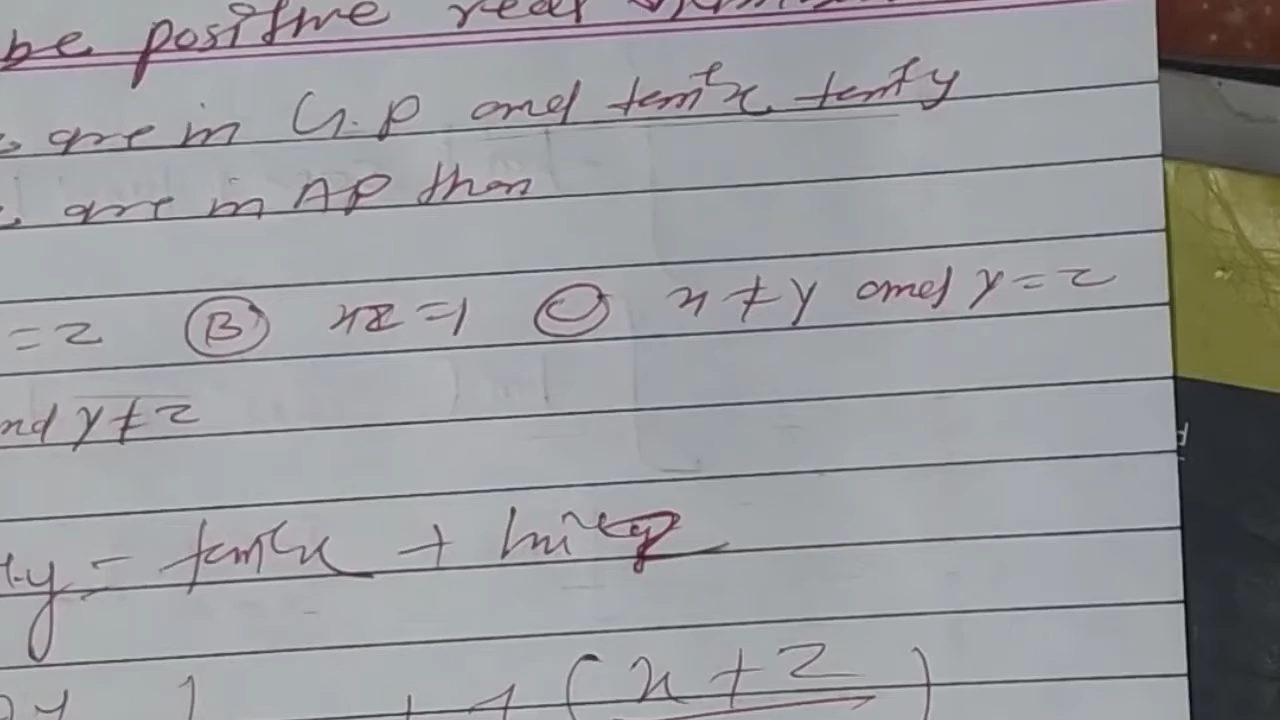 be positive real
are in G.P and tan⁻¹x, tan⁻¹y
are in AP then
= z Ⓑ xz = 1 Ⓒ x ≠ y and y = z
nd y ≠ z
y = tan⁻¹x + tan⁻¹z
(x + z)